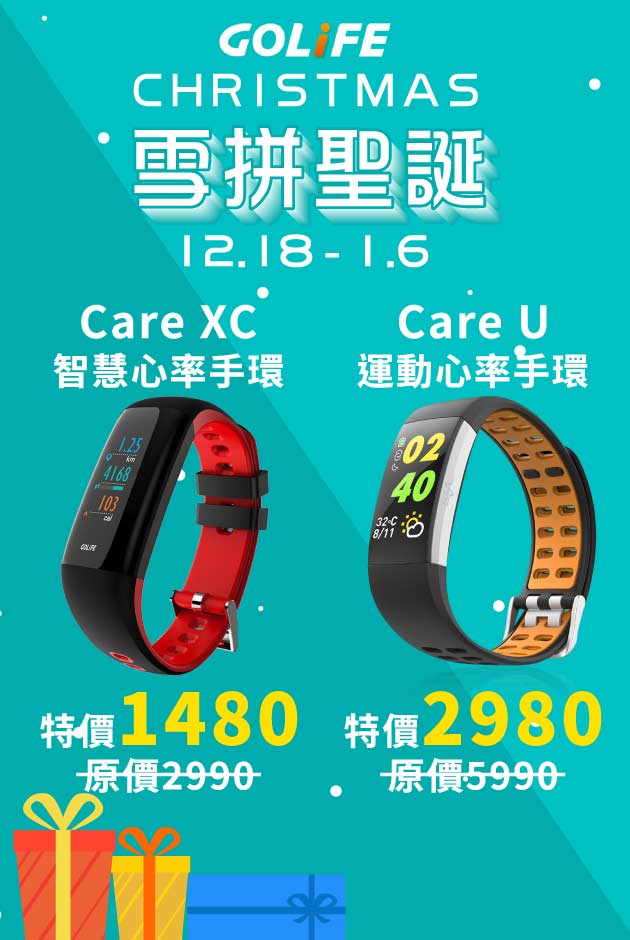 GOLiFE
CHRISTMAS
雪拼聖誕
12.18 - 1.6
Care XC
智慧心率手環
Care U
運動心率手環
1.25
km
4168
103
cal
GOLiFE
02
40
32°C
8/11
特價1480
原價2990
特價2980
原價5990